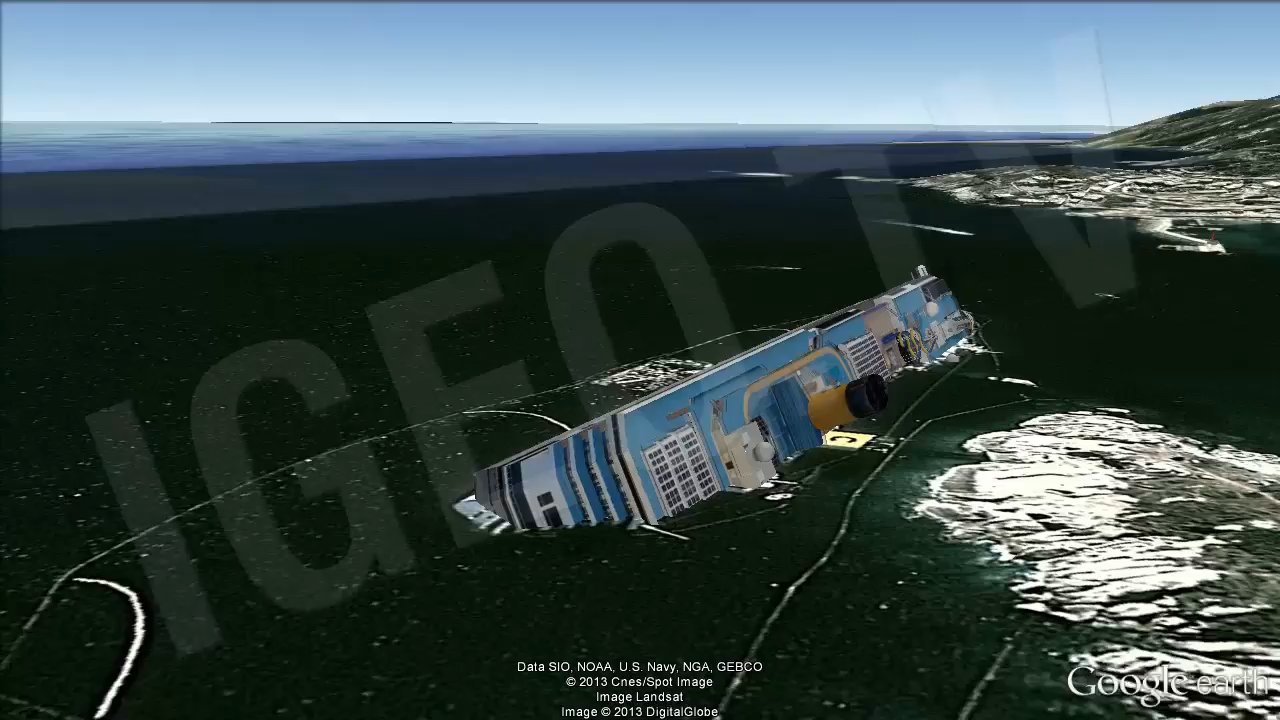 IGEO TV
C
Data SIO, NOAA, U.S. Navy, NGA, GEBCO
© 2013 Cnes/Spot Image
Image Landsat
Image © 2013 DigitalGlobe
Google earth